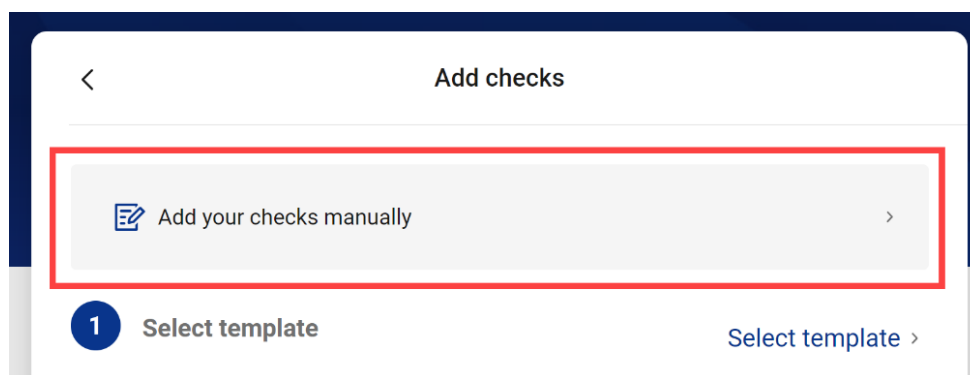 Add checks
Add your checks manually
1 Select template
Select template